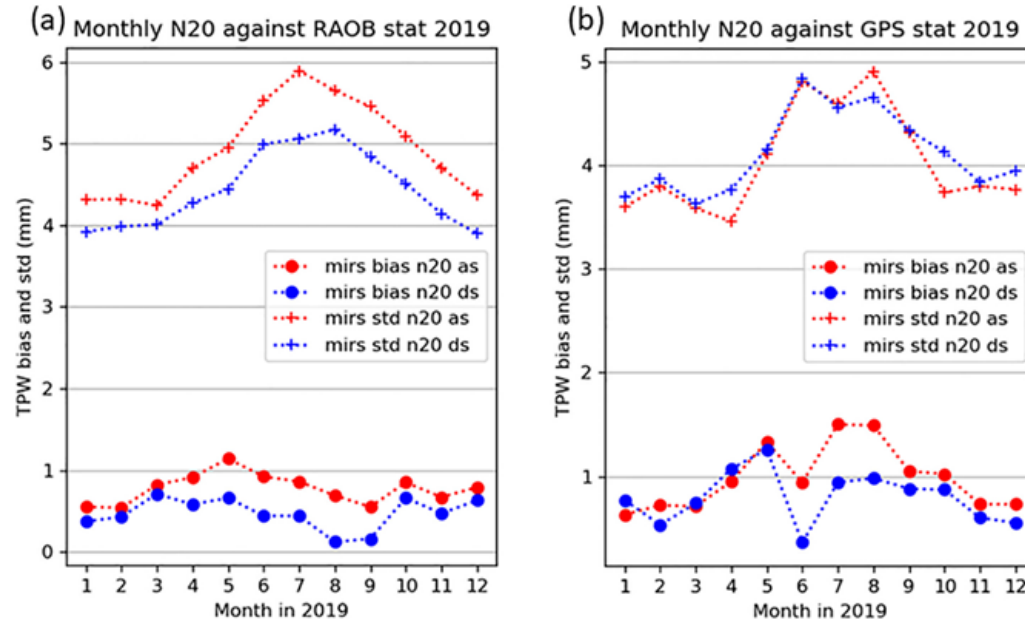 (a)
Monthly N20 against RAOB stat 2019
TPW bias and std (mm)
6
5
4
3
2
1
0
mirs bias n20 as
mirs bias n20 ds
mirs std n20 as
mirs std n20 ds
1 2 3 4 5 6 7 8 9 10 11 12
Month in 2019
(b)
Monthly N20 against GPS stat 2019
TPW bias and std (mm)
5
4
3
2
1
mirs bias n20 as
mirs bias n20 ds
mirs std n20 as
mirs std n20 ds
1 2 3 4 5 6 7 8 9 10 11 12
Month in 2019